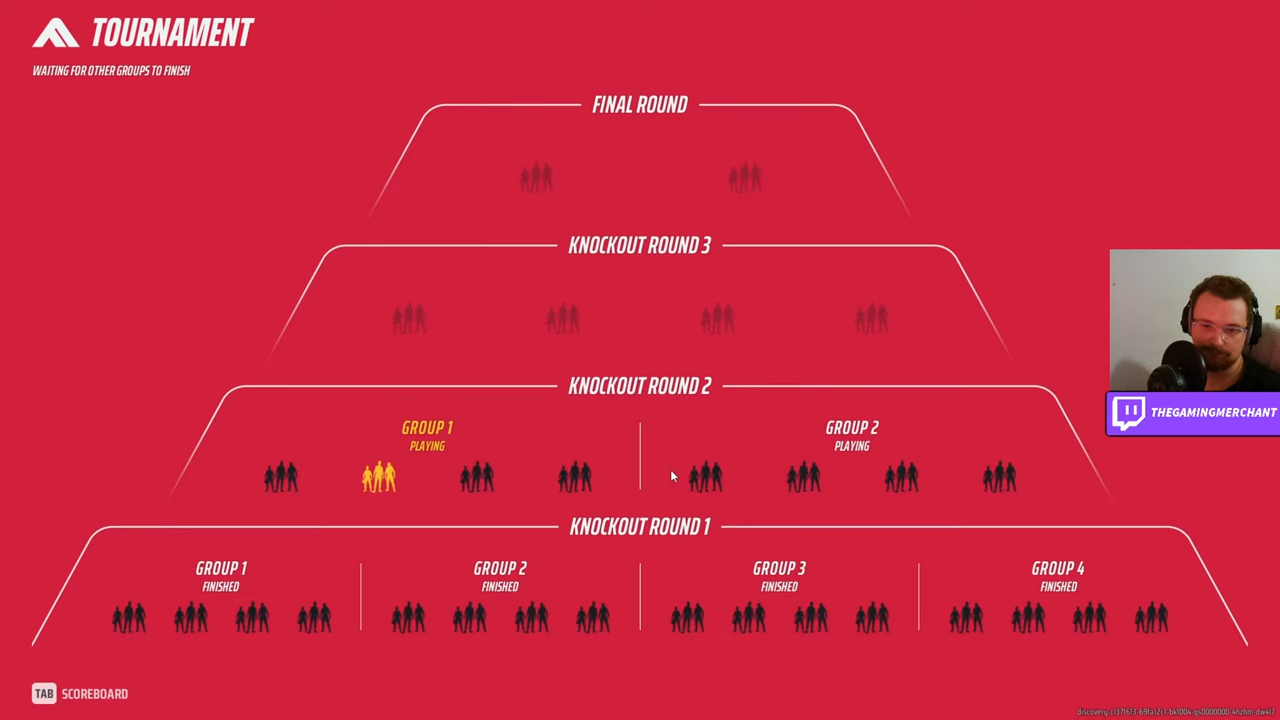 TOURNAMENT
WAITING FOR OTHER GROUPS TO FINISH
FINAL ROUND
KNOCKOUT ROUND 3
KNOCKOUT ROUND 2
GROUP 1
PLAYING
GROUP 2
PLAYING
THEGAMINGMERCHANT
KNOCKOUT ROUND 1
GROUP 1
FINISHED
GROUP 2
FINISHED
GROUP 3
FINISHED
GROUP 4
FINISHED
TAB SCOREBOARD